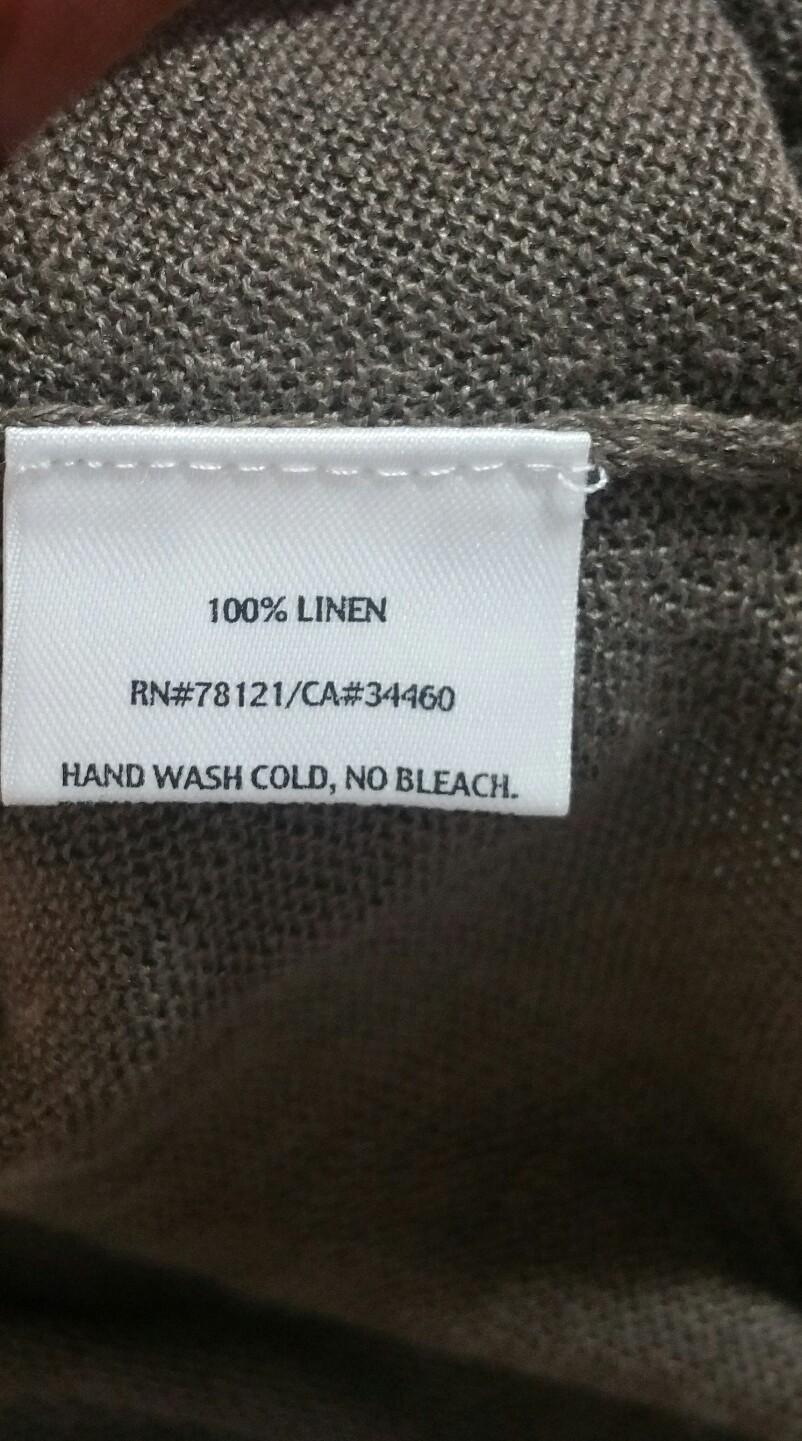 100% LINEN
RN#78121/CA#34460
HAND WASH COLD, NO BLEACH.